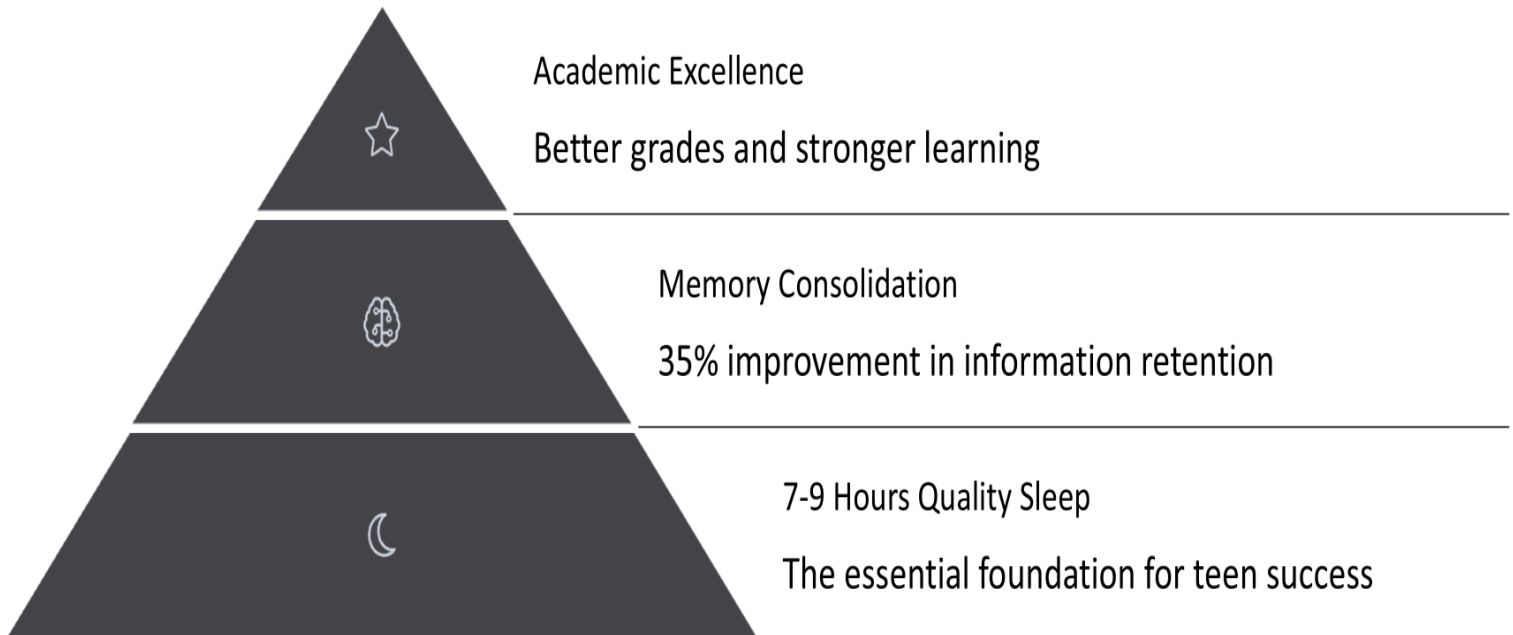 Academic Excellence
Better grades and stronger learning
Memory Consolidation
35% improvement in information retention
7-9 Hours Quality Sleep
The essential foundation for teen success